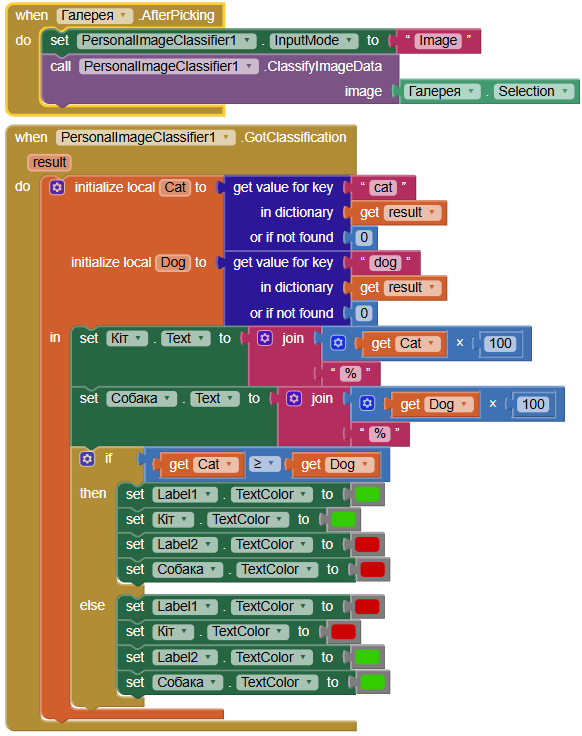 when Галерея .AfterPicking
do set PersonalImageClassifier1 . InputMode to " Image "
call PersonalImageClassifier1 .ClassifyImageData
image Галерея . Selection
when PersonalImageClassifier1 .GotClassification
result
do initialize local Cat to get value for key " cat "
in dictionary get result
or if not found 0
initialize local Dog to get value for key " dog "
in dictionary get result
or if not found 0
in set Кіт . Text to join get Cat × 100
" % "
set Собака . Text to join get Dog × 100
" % "
if get Cat ≥ get Dog
then set Label1 . TextColor to
set Кіт . TextColor to
set Label2 . TextColor to
set Собака . TextColor to
else set Label1 . TextColor to
set Кіт . TextColor to
set Label2 . TextColor to
set Собака . TextColor to